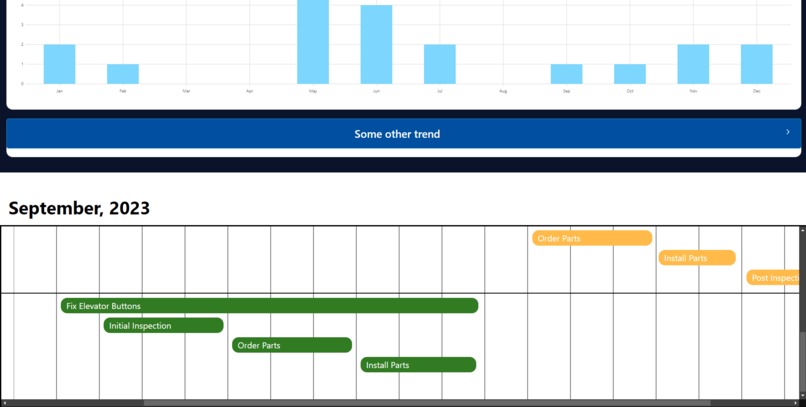 4
3
2
1
0
Jan Feb Mar Apr May Jun Jul Aug Sep Oct Nov Dec
Some other trend
September, 2023
Order Parts
Install Parts
Post Inspecti
Fix Elevator Buttons
Initial Inspection
Order Parts
Install Parts